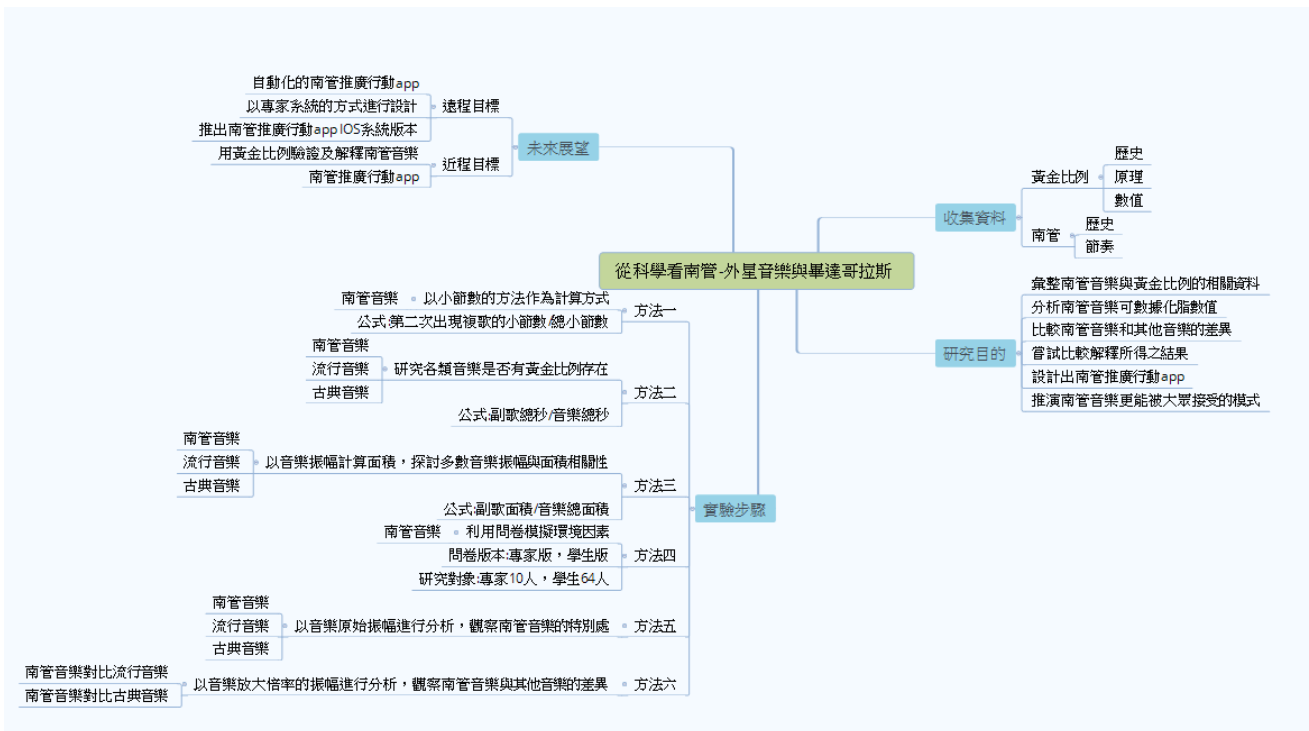 從科學看南管-外星音樂與畢達哥拉斯
收集資料
黃金比例
歷史
原理
數值
南管
歷史
節奏
研究目的
彙整南管音樂與黃金比例的相關資料
分析南管音樂可數據化脂數值
比較南管音樂和其他音樂的差異
嘗試比較解釋所得之結果
設計出南管推廣行動app
推演南管音樂更能被大眾接受的模式
未來展望
遠程目標
自動化的南管推廣行動app
以專家系統的方式進行設計
推出南管推廣行動app IOS系統版本
近程目標
用黃金比例驗證及解釋南管音樂
南管推廣行動app
實驗步驟
方法一
以小節數的方法作為計算方式
南管音樂
公式:第二次出現複歌的小節數/總小節數
方法二
研究各類音樂是否有黃金比例存在
南管音樂
流行音樂
古典音樂
公式:副歌總秒/音樂總秒
方法三
以音樂振幅計算面積，探討多數音樂振幅與面積相關性
南管音樂
流行音樂
古典音樂
公式:副歌面積/音樂總面積
方法四
利用問卷模擬環境因素
南管音樂
問卷版本:專家版，學生版
研究對象:專家10人，學生64人
方法五
以音樂原始振幅進行分析，觀察南管音樂的特別處
南管音樂
流行音樂
古典音樂
方法六
以音樂放大倍率的振幅進行分析，觀察南管音樂與其他音樂的差異
南管音樂對比流行音樂
南管音樂對比古典音樂